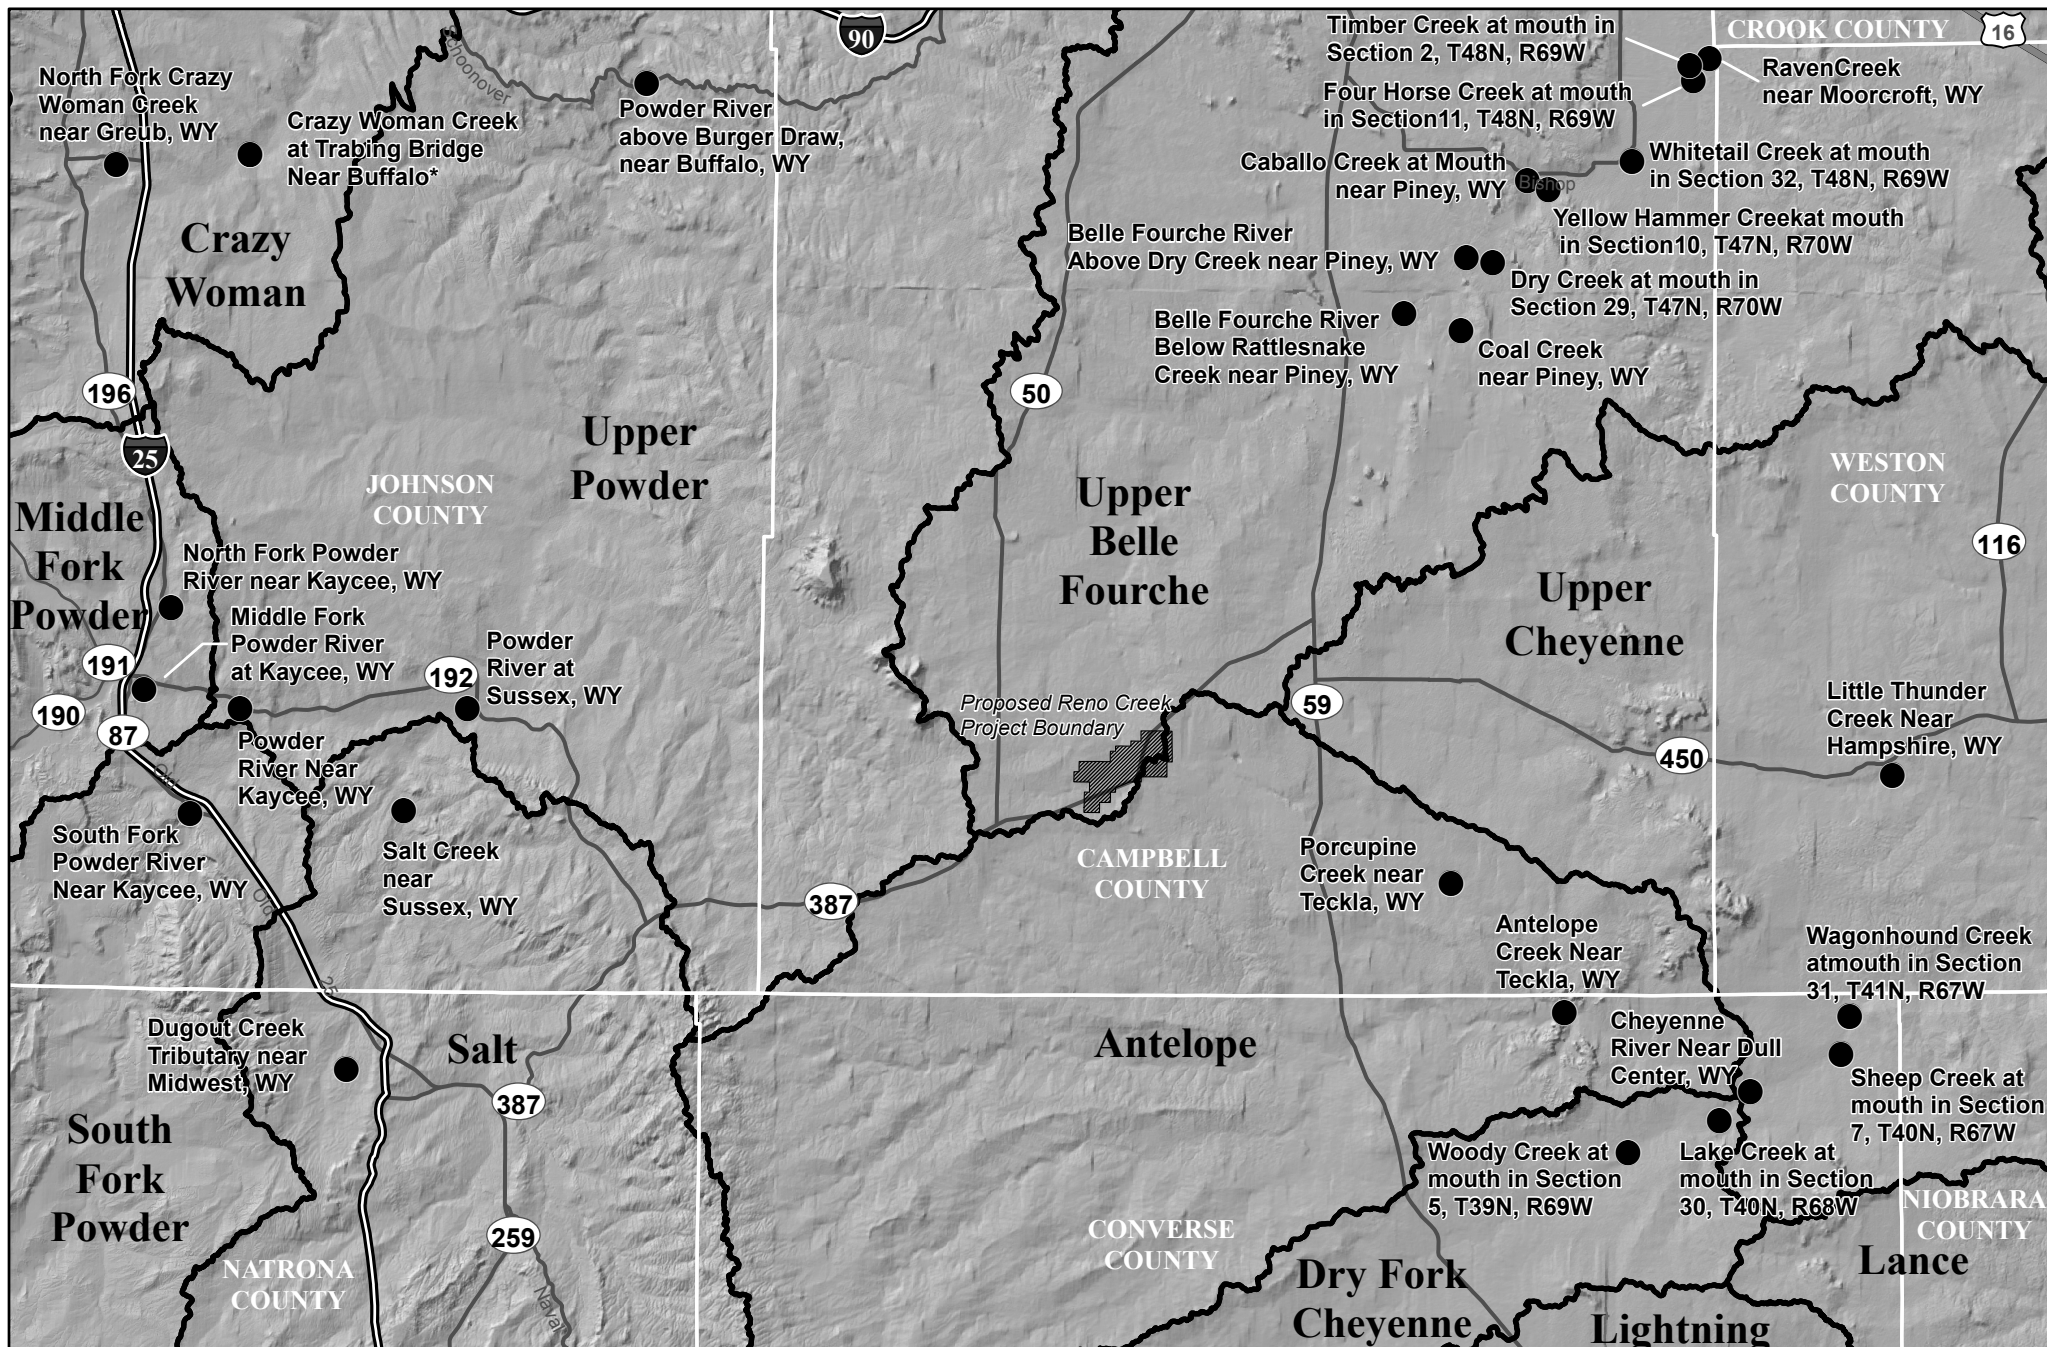 90
Timber Creek at mouth in
Section 2, T48N, R69W
CROOK COUNTY
16
North Fork Crazy
Woman Creek
near Greub, WY
Crazy Woman Creek
at Trabing Bridge
Near Buffalo*
Schoonover
Powder River
above Burger Draw,
near Buffalo, WY
RavenCreek
near Moorcroft, WY
Four Horse Creek at mouth
in Section11, T48N, R69W
Caballo Creek at Mouth
near Piney, WY
Bishop
Whitetail Creek at mouth
in Section 32, T48N, R69W
Yellow Hammer Creekat mouth
in Section10, T47N, R70W
Crazy
Woman
Belle Fourche River
Above Dry Creek near Piney, WY
Dry Creek at mouth in
Section 29, T47N, R70W
Belle Fourche River
Below Rattlesnake
Creek near Piney, WY
Coal Creek
near Piney, WY
196
50
25
Upper
Powder
JOHNSON
COUNTY
Upper
Belle
Fourche
WESTON
COUNTY
116
Middle
Fork
Powder
North Fork Powder
River near Kaycee, WY
Middle Fork
Powder River
at Kaycee, WY
Powder
River at
Sussex, WY
Upper
Cheyenne
191
192
190
87
Proposed Reno Creek
Project Boundary
59
450
Little Thunder
Creek Near
Hampshire, WY
Powder
River Near
Kaycee, WY
Old
South Fork
Powder River
Near Kaycee, WY
Salt Creek
near
Sussex, WY
Old
CAMPBELL
COUNTY
387
Porcupine
Creek near
Teckla, WY
Antelope
Creek Near
Teckla, WY
Wagonhound Creek
atmouth in Section
31, T41N, R67W
25
Dugout Creek
Tributary near
Midwest, WY
Salt
387
Antelope
Cheyenne
River Near Dull
Center, WY
Sheep Creek at
mouth in Section
7, T40N, R67W
South
Fork
Powder
Woody Creek at
mouth in Section
5, T39N, R69W
Lake Creek at
mouth in Section
30, T40N, R68W
NIOBRARA
COUNTY
259
CONVERSE
COUNTY
NATRONA
COUNTY
Naval
Dry Fork
Cheyenne
Lance
Lightning